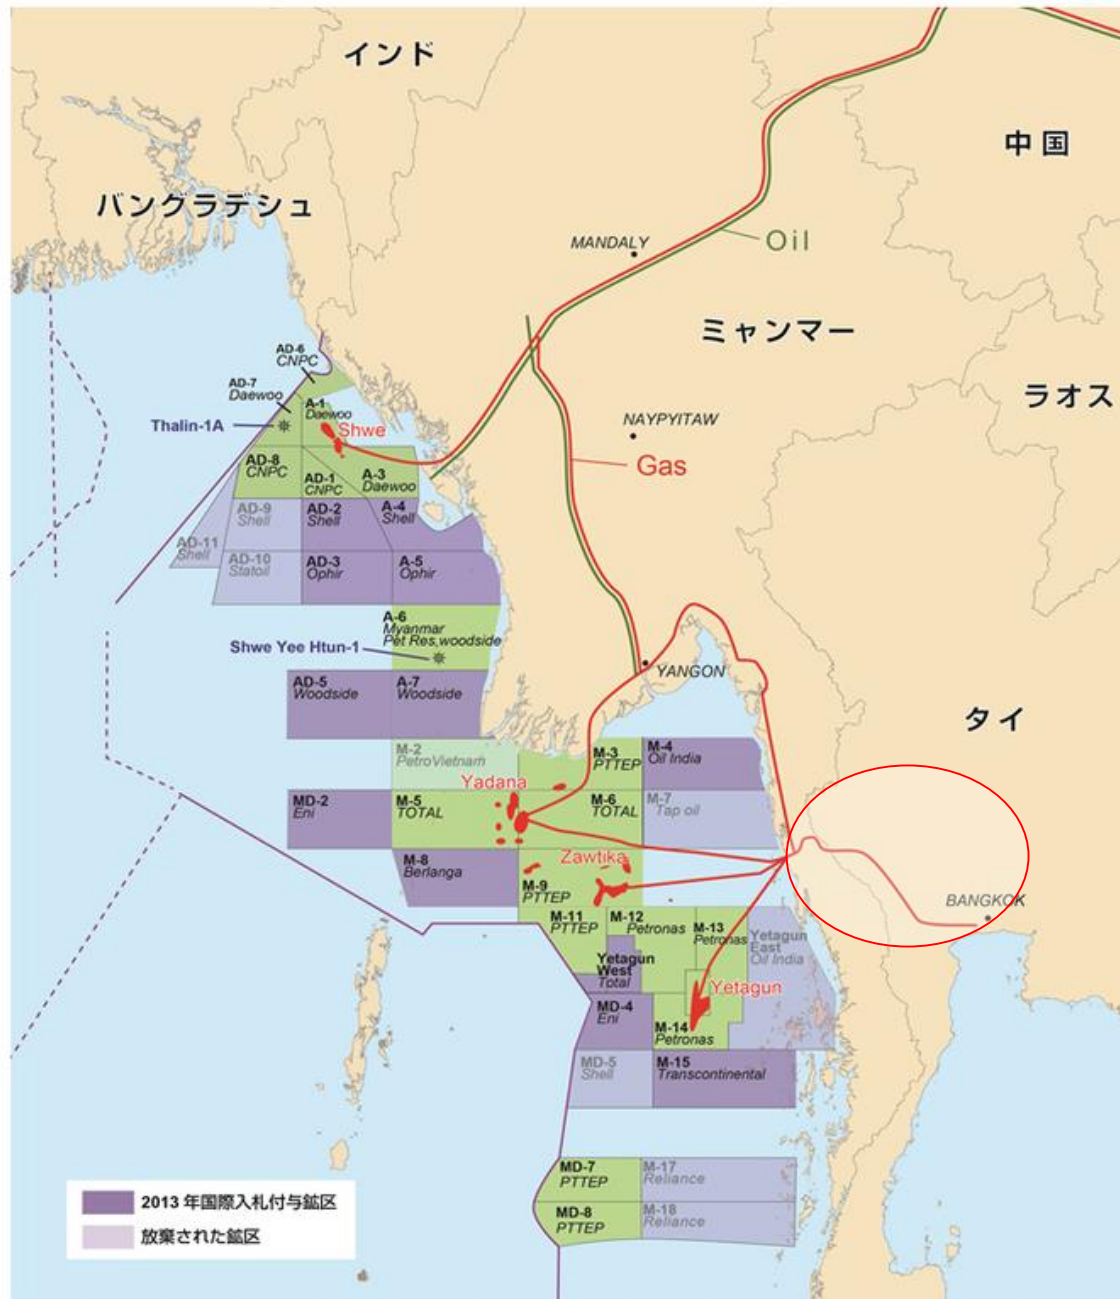 インド
中国
バングラデシュ
MANDALY
Oil
ミャンマー
ラオス
NAYPYITAW
Gas
AD-6
CNPC
AD-7
Daewoo
A-1
Daewoo
Thalin-1A
Shwe
AD-8
CNPC
AD-1
CNPC
A-3
Daewoo
AD-9
Shell
AD-2
Shell
A-4
Shell
AD-11
Shell
AD-10
Statoil
AD-3
Ophir
A-5
Ophir
A-6
Myanmar
Pet Res,woodside
Shwe Yee Htun-1
YANGON
AD-5
Woodside
A-7
Woodside
タイ
M-2
PetroVietnam
M-3
PTTEP
M-4
Oil India
Yadana
MD-2
Eni
M-5
TOTAL
M-6
TOTAL
M-7
Tap oil
M-8
Berlanga
Zawtika
M-9
PTTEP
BANGKOK
M-11
PTTEP
M-12
Petronas
M-13
Petronas
Yetagun
East
Oil India
Yetagun
West
Total
Yetagun
MD-4
Eni
M-14
Petronas
MD-5
Shell
M-15
Transcontinental
MD-7
PTTEP
M-17
Reliance
MD-8
PTTEP
M-18
Reliance
2013 年国際入札付与鉱区
放棄された鉱区